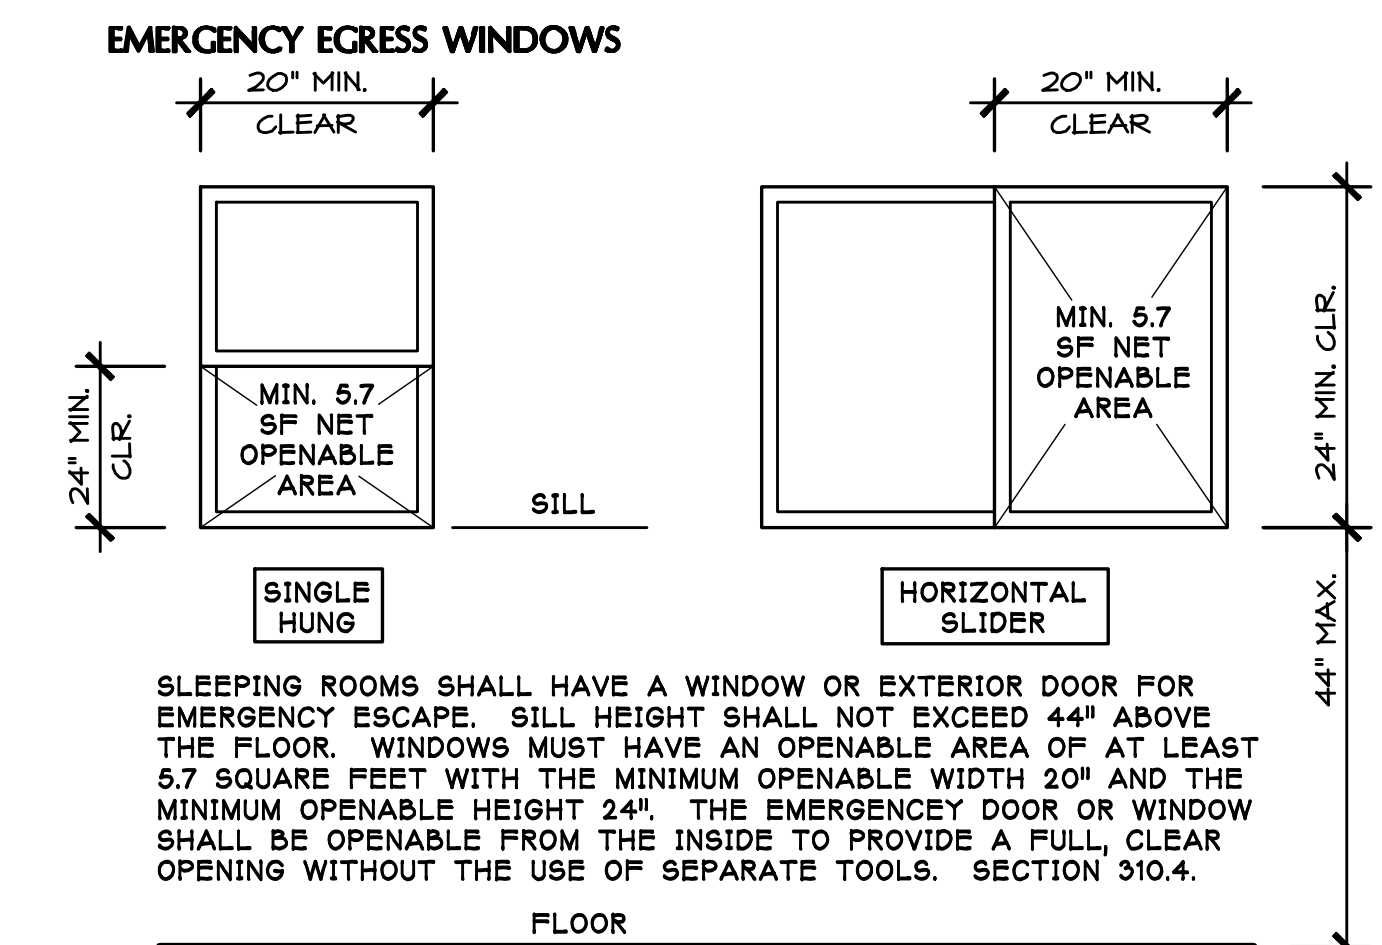 EMERGENCY EGRESS WINDOWS
20" MIN.
CLEAR
20" MIN.
CLEAR
MIN. 5.7
SF NET
OPENABLE
AREA
24" MIN. CLR.
24" MIN.
CLR.
MIN. 5.7
SF NET
OPENABLE
AREA
SILL
SINGLE
HUNG
HORIZONTAL
SLIDER
44" MAX.
SLEEPING ROOMS SHALL HAVE A WINDOW OR EXTERIOR DOOR FOR
EMERGENCY ESCAPE. SILL HEIGHT SHALL NOT EXCEED 44" ABOVE
THE FLOOR. WINDOWS MUST HAVE AN OPENABLE AREA OF AT LEAST
5.7 SQUARE FEET WITH THE MINIMUM OPENABLE WIDTH 20" AND THE
MINIMUM OPENABLE HEIGHT 24". THE EMERGENCEY DOOR OR WINDOW
SHALL BE OPENABLE FROM THE INSIDE TO PROVIDE A FULL, CLEAR
OPENING WITHOUT THE USE OF SEPARATE TOOLS. SECTION 310.4.
FLOOR